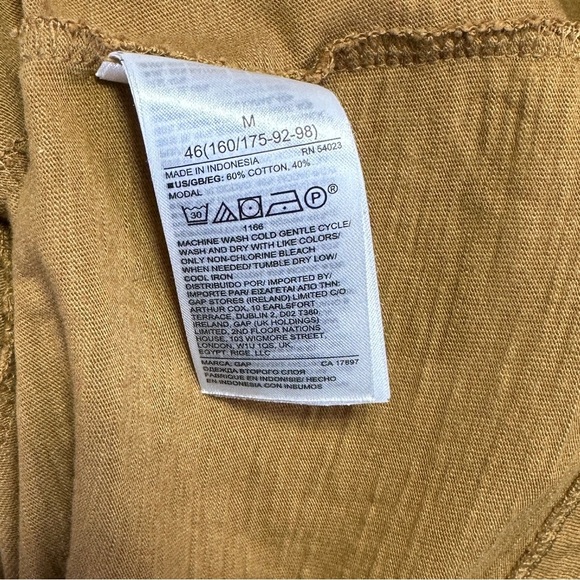 M
46(160/175-92-98)
MADE IN INDONESIA RN 54023
■US/GB/EG: 60% COTTON, 40%
MODAL
30 P ®
1166
MACHINE WASH COLD GENTLE CYCLE/
WASH AND DRY WITH LIKE COLORS/
ONLY NON-CHLORINE BLEACH
WHEN NEEDED/TUMBLE DRY LOW/
COOL IRON
DISTRIBUIDO POR/ IMPORTED BY/
IMPORTE PAR/ ΕΙΣΑΓΕΤΑΙ ΑΠΟ ΤΗΝ:
GAP STORES (IRELAND) LIMITED C/O
ARTHUR COX, 10 EARLSFORT
TERRACE, DUBLIN 2, D02 T380,
IRELAND, GAP (UK HOLDINGS)
LIMITED, 2ND FLOOR NATIONS
HOUSE, 103 WIGMORE STREET,
LONDON, W1U 1QS, UK,
EGYPT: RIGE, LLC
MARCA: GAP CA 17897
ОДЕЖДА ВТОРОГО СЛОЯ
FABRIQUÉ EN INDONÉSIE/ HECHO
EN INDONESIA CON INSUMOS